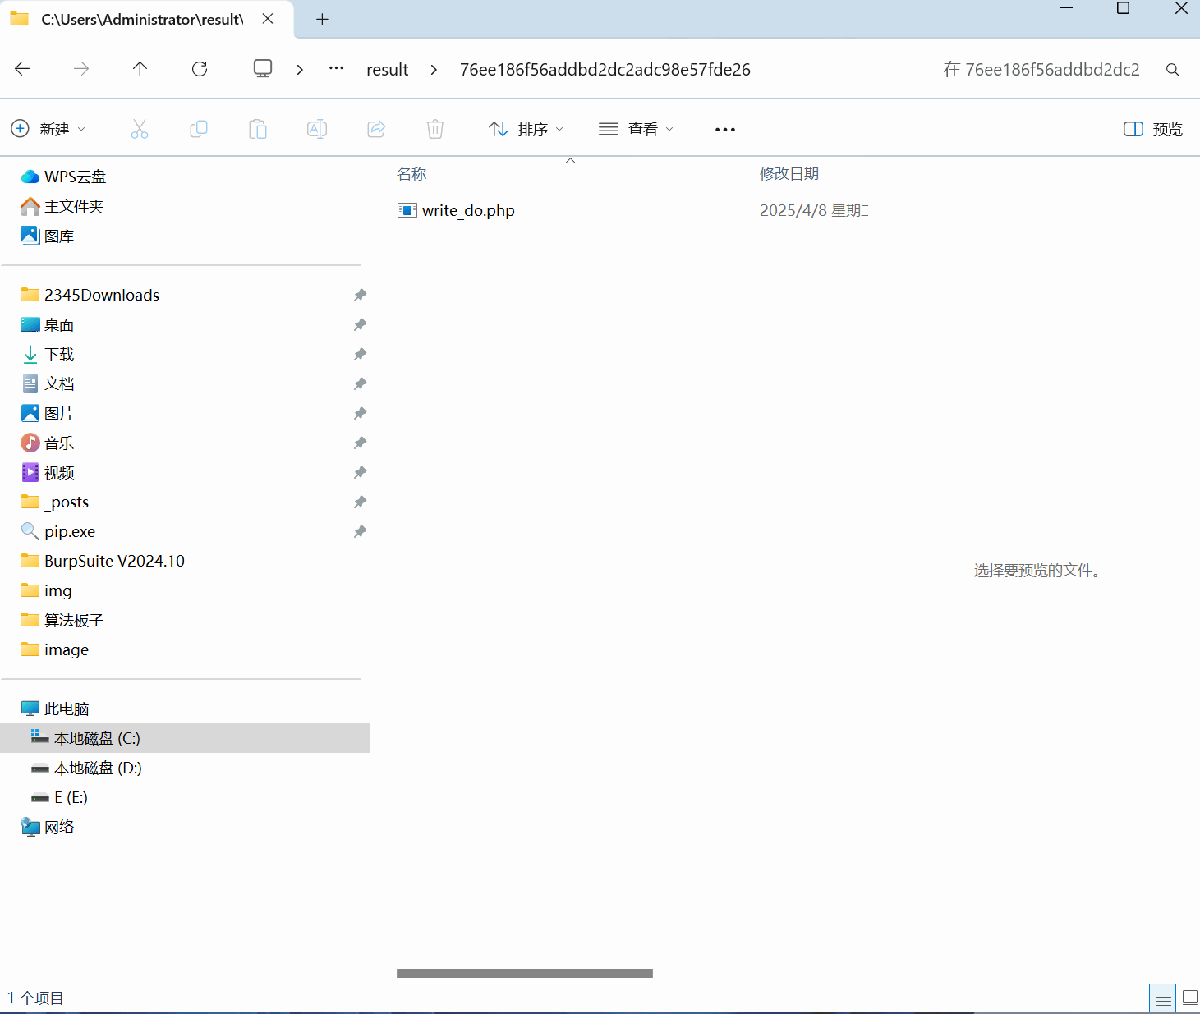 C:\Users\Administrator\result\
result > 76ee186f56addbd2dc2adc98e57fde26
在 76ee186f56addbd2dc2
新建
排序
查看
预览
名称
修改日期
write_do.php
2025/4/8 星期二
WPS云盘
主文件夹
图库
2345Downloads
桌面
下载
文档
图片
音乐
视频
_posts
pip.exe
BurpSuite V2024.10
img
算法板子
image
选择要预览的文件。
此电脑
本地磁盘 (C:)
本地磁盘 (D:)
E (E:)
网络
1 个项目